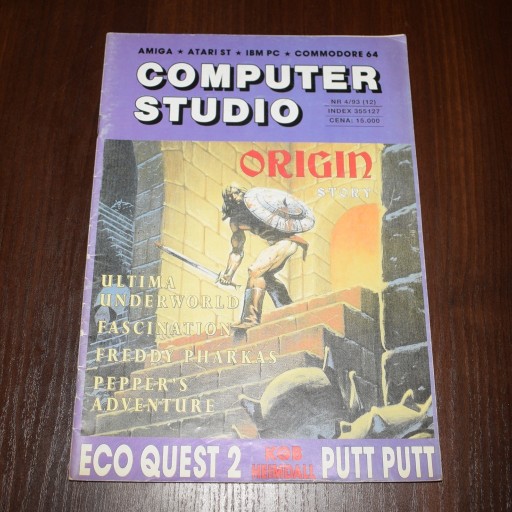 AMIGA ★ ATARI ST ★ IBM PC ★ COMMODORE 64
COMPUTER
STUDIO
NR 4/93 (12)
INDEX 355127
CENA: 15.000
ORIGIN
STORY
ULTIMA
UNDERWORLD
FASCINATION
FREDDY PHARKAS
PEPPER'S
ADVENTURE
ECO QUEST 2
PUTT PUTT